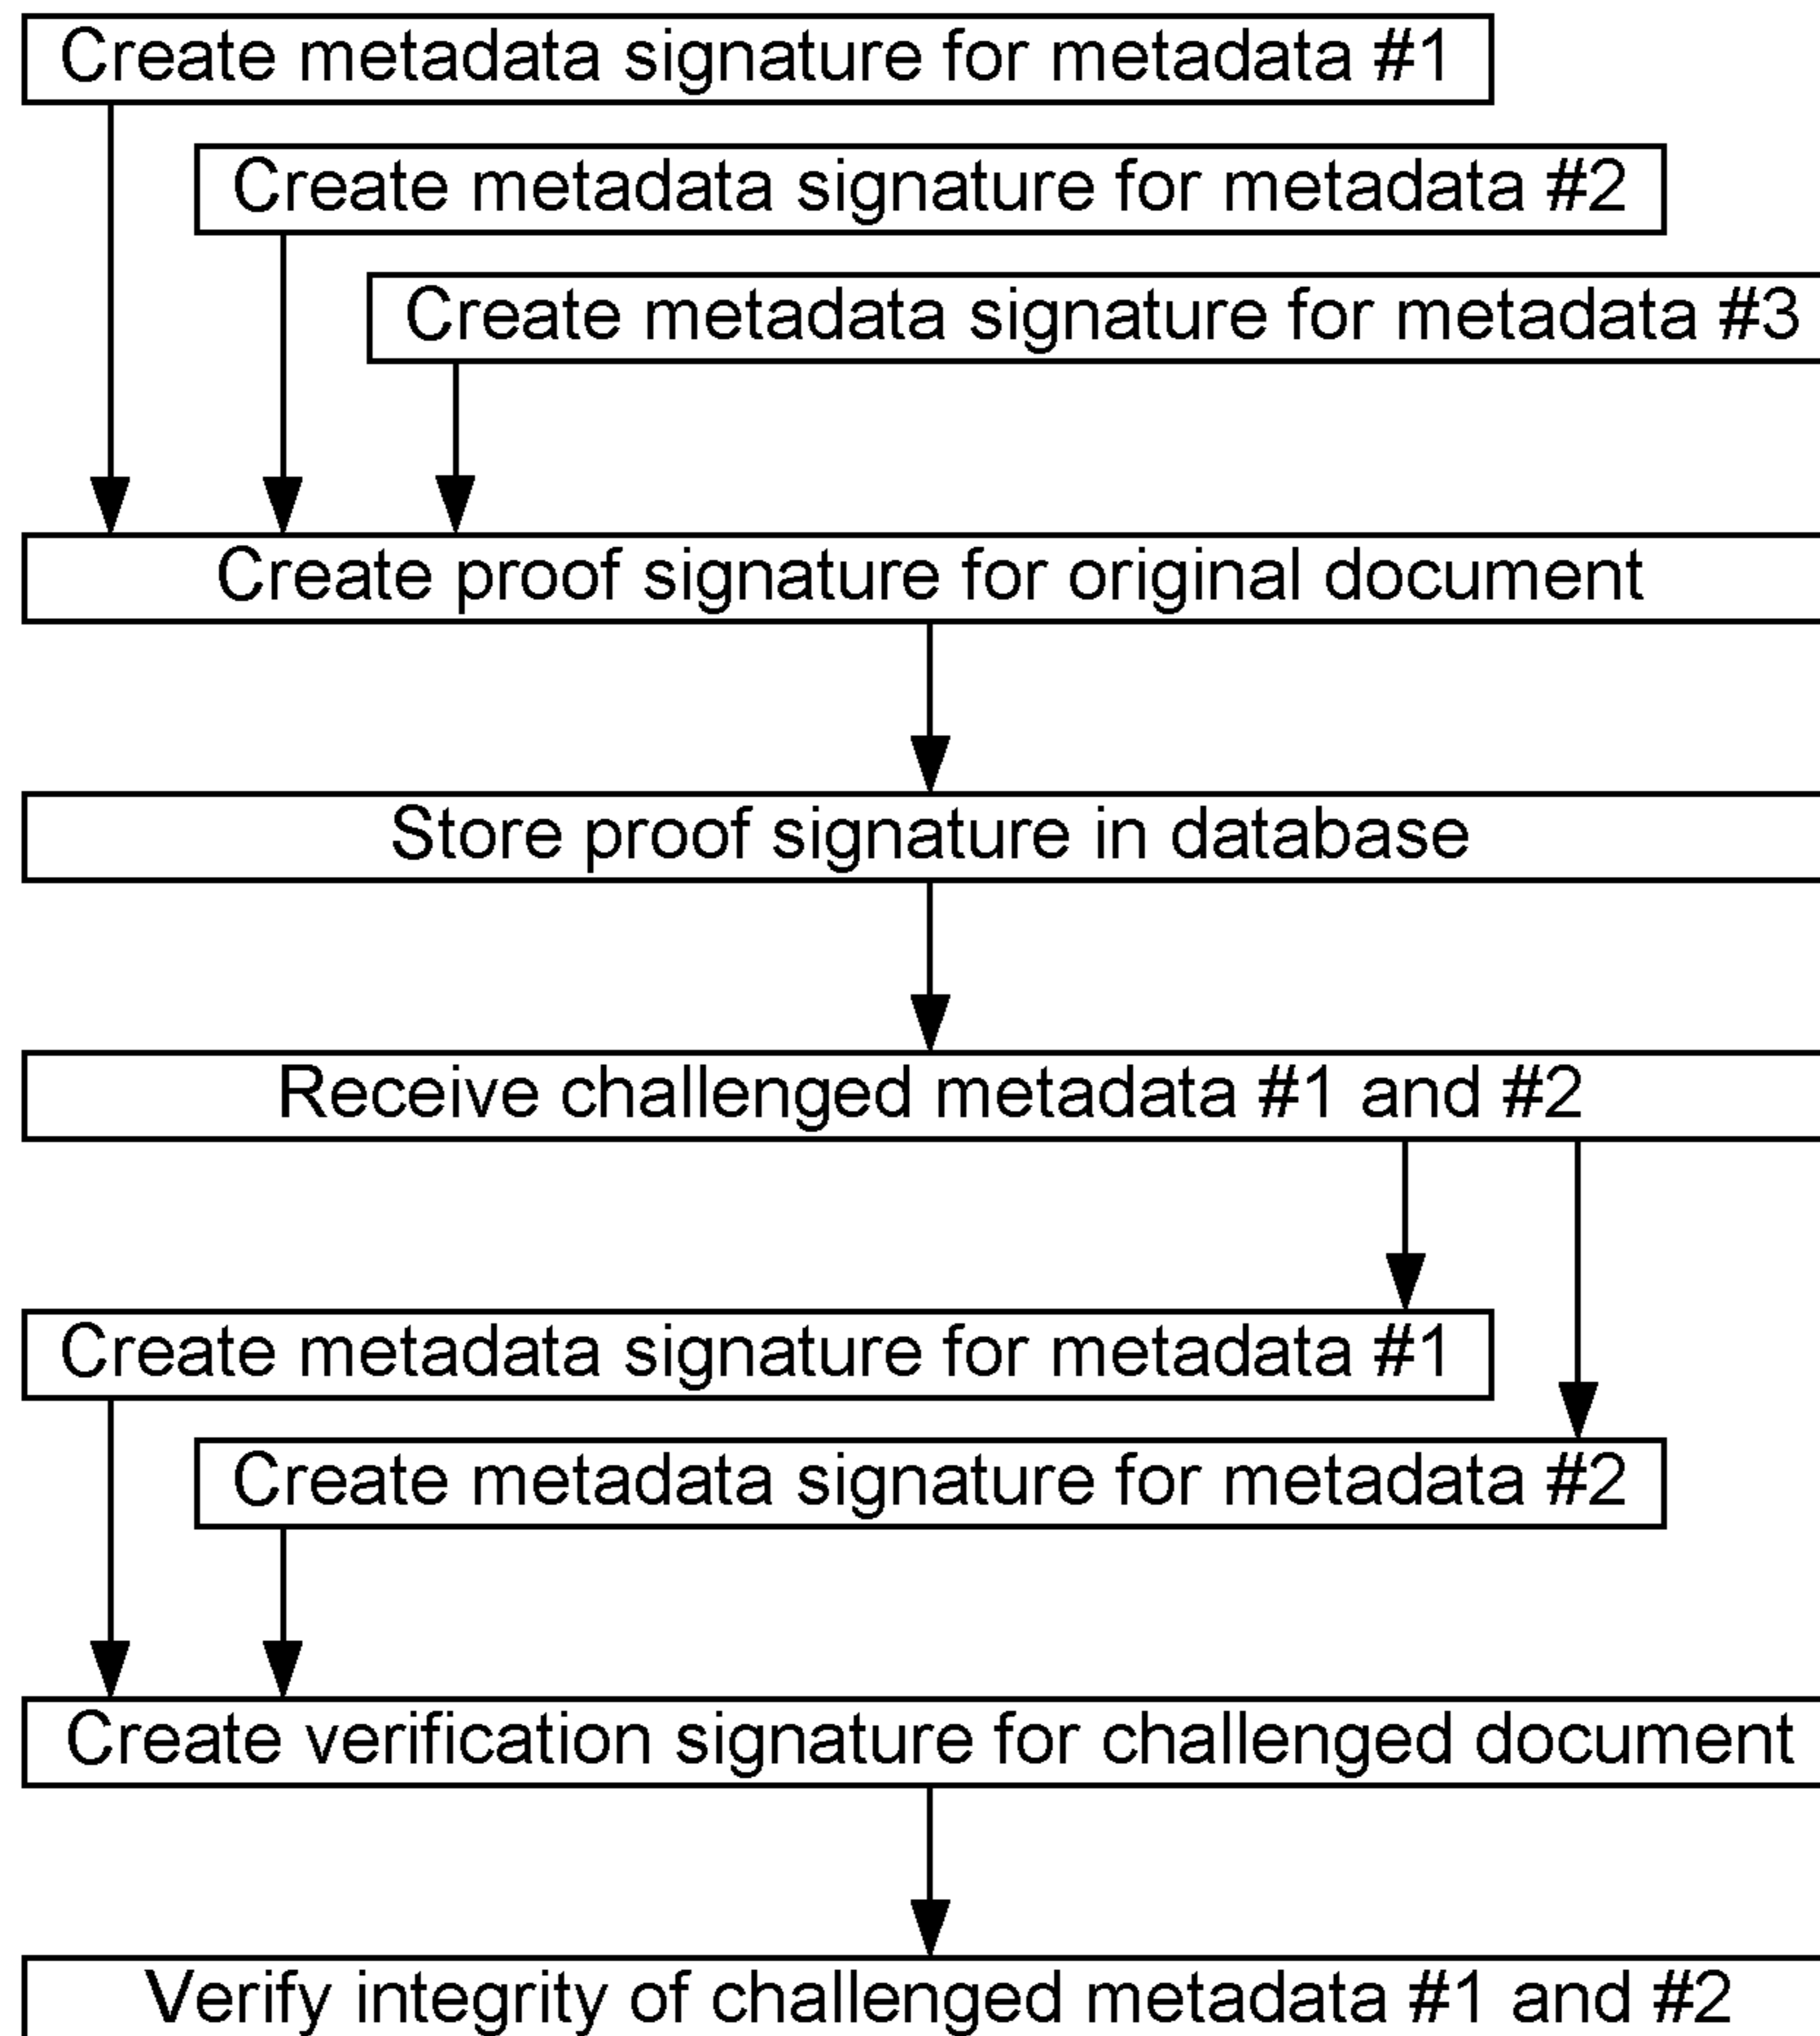 Create metadata signature for metadata #1
Create metadata signature for metadata #2
Create metadata signature for metadata #3
Create proof signature for original document
Store proof signature in database
Receive challenged metadata #1 and #2
Create metadata signature for metadata #1
Create metadata signature for metadata #2
Create verification signature for challenged document
Verify integrity of challenged metadata #1 and #2